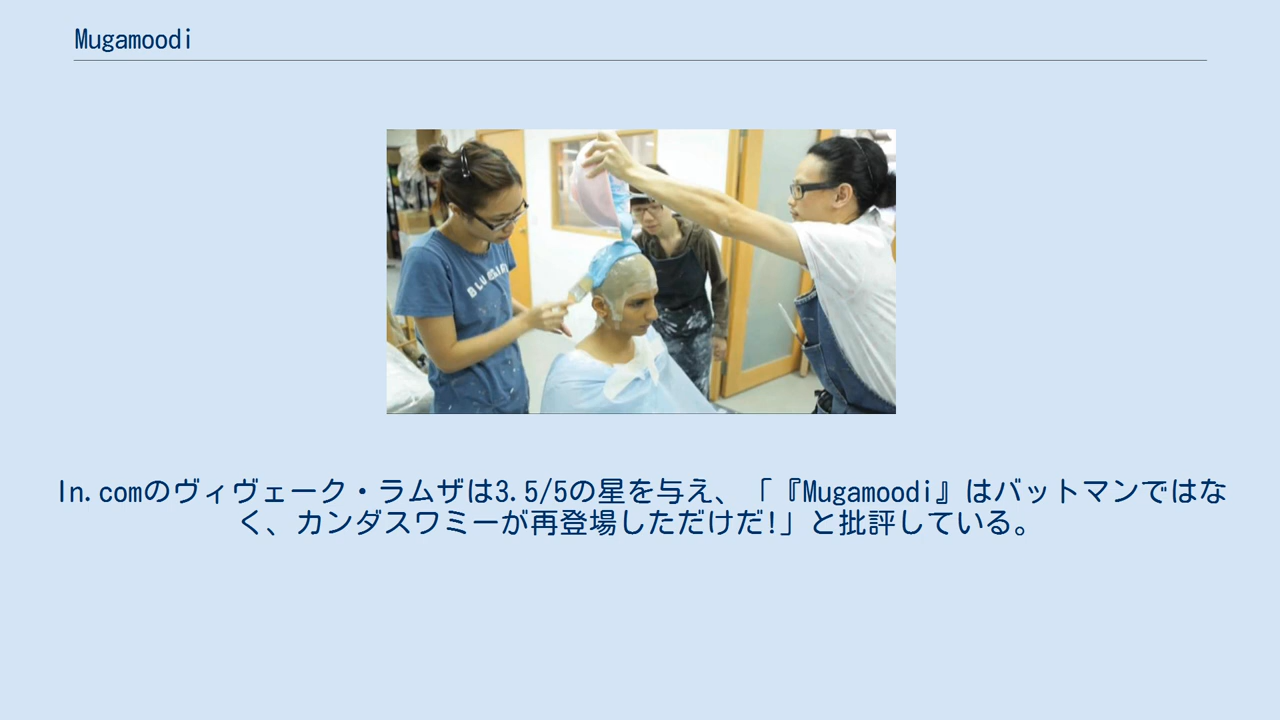 Mugamoodi
BLUE
In.comのヴィヴェーク・ラムザは3.5/5の星を与え、「『Mugamoodi』はバットマンではな
く、カンダスワミーが再登場しただけだ!」と批評している。